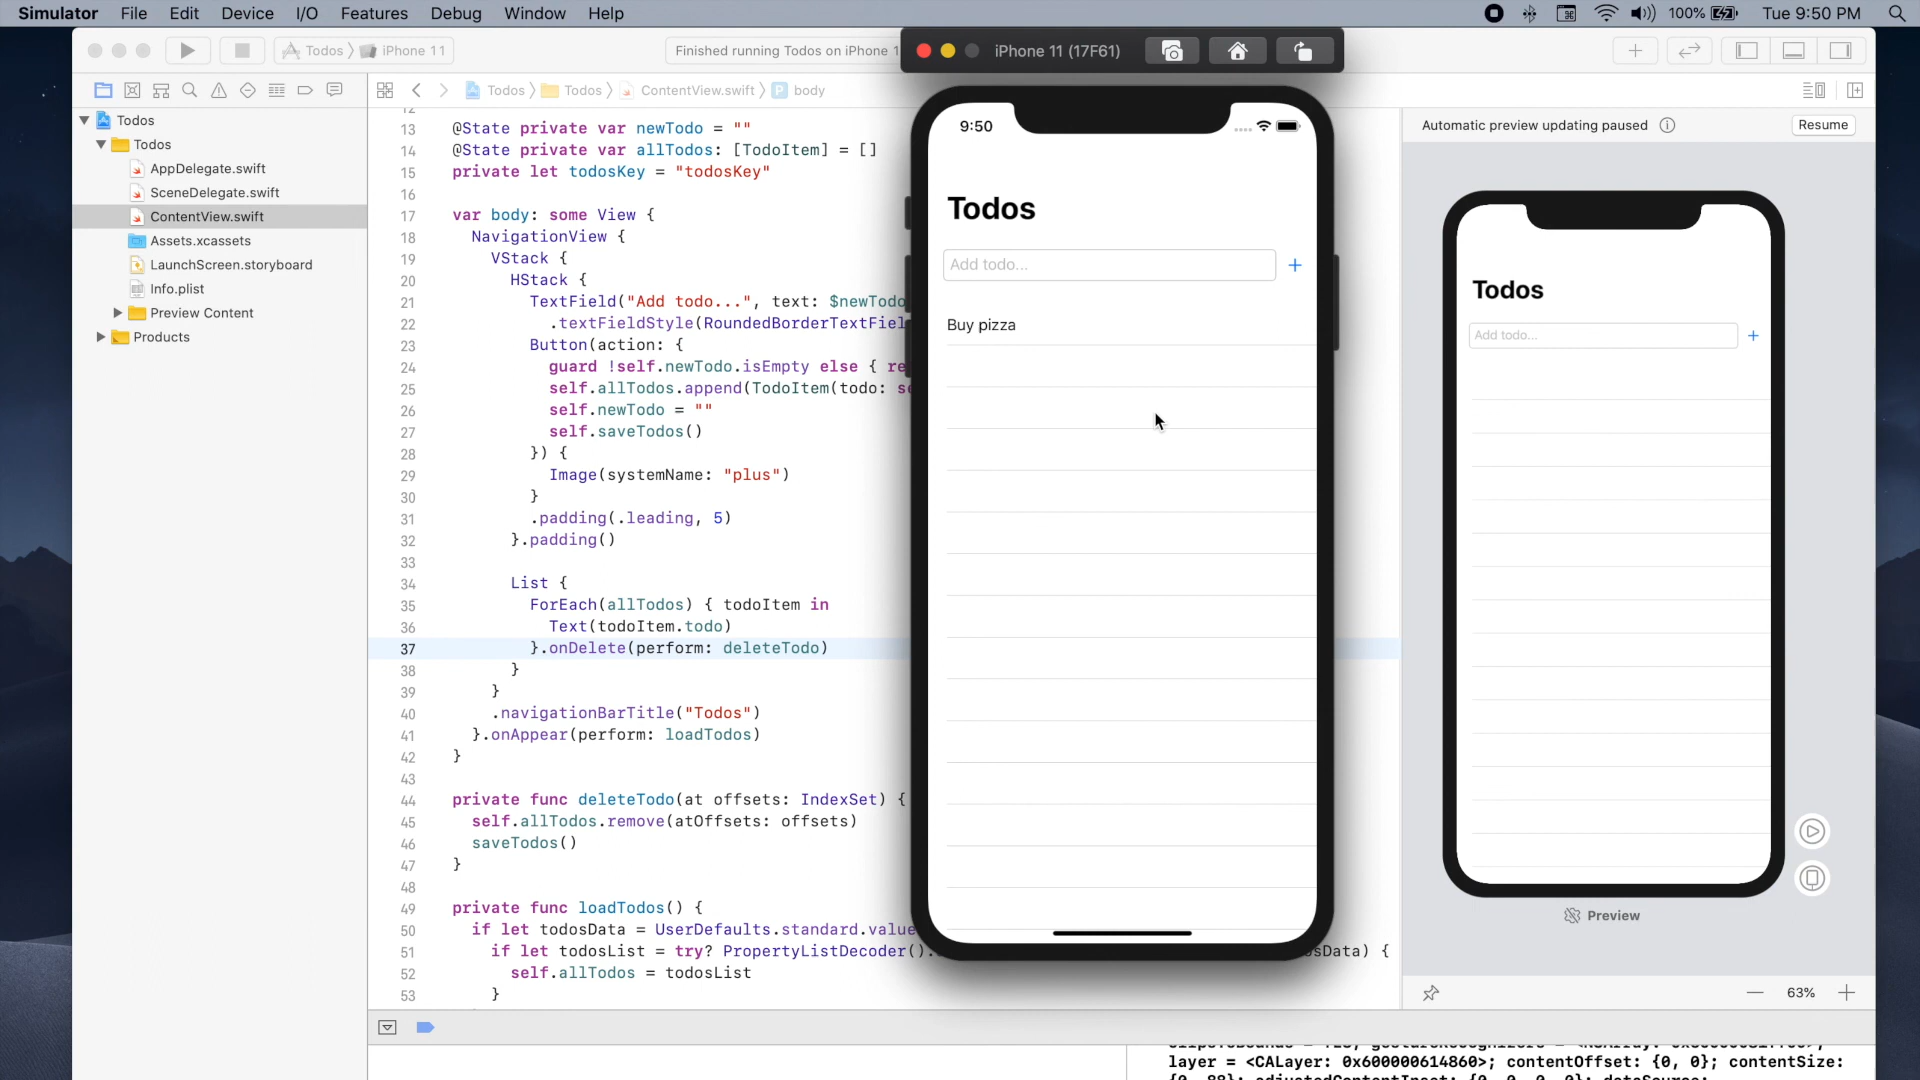 Simulator File Edit Device I/O Features Debug Window Help 100% Tue 9:50 PM
Todos iPhone 11 Finished running Todos on iPhone 1
iPhone 11 (17F61)
Todos Todos ContentView.swift P body
Todos
Todos
AppDelegate.swift
SceneDelegate.swift
ContentView.swift
Assets.xcassets
LaunchScreen.storyboard
Info.plist
Preview Content
Products
12
13 @State private var newTodo = ""
14 @State private var allTodos: [TodoItem] = []
15 private let todosKey = "todosKey"
16
17 var body: some View {
18 NavigationView {
19 VStack {
20 HStack {
21 TextField("Add todo...", text: $newTodo
22 .textFieldStyle(RoundedBorderTextFiel
23 Button(action: {
24 guard !self.newTodo.isEmpty else { re
25 self.allTodos.append(TodoItem(todo: se
26 self.newTodo = ""
27 self.saveTodos()
28 }) {
29 Image(systemName: "plus")
30 }
31 .padding(.leading, 5)
32 }.padding()
33
34 List {
35 ForEach(allTodos) { todoItem in
36 Text(todoItem.todo)
37 }.onDelete(perform: deleteTodo)
38 }
39 }
40 .navigationBarTitle("Todos")
41 }.onAppear(perform: loadTodos)
42 }
43
44 private func deleteTodo(at offsets: IndexSet) {
45 self.allTodos.remove(atOffsets: offsets)
46 saveTodos()
47 }
48
49 private func loadTodos() {
50 if let todosData = UserDefaults.standard.value
51 if let todosList = try? PropertyListDecoder(). sData) {
52 self.allTodos = todosList
53 }
9:50
Todos
Add todo... +
Buy pizza
Automatic preview updating paused Resume
Todos
Add todo... +
Preview
63%
layer = <CALayer: 0x600000614860>; contentOffset: {0, 0}; contentSize: